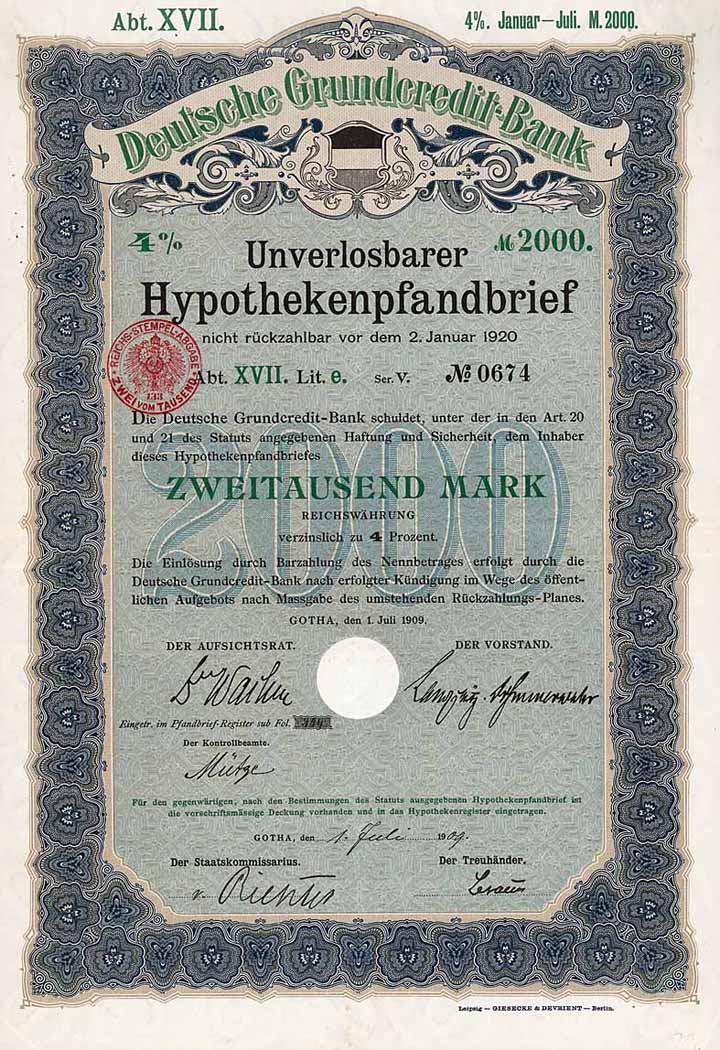 Abt. XVII.
4%. Januar—Juli. M. 2000.
Deutsche Grundcredit-Bank
4%
M 2000.
Unverlosbarer
Hypothekenpfandbrief
nicht rückzahlbar vor dem 2. Januar 1920
REICHS-STEMPEL-ABGABE
133
ZWEI VOM TAUSEND
Abt. XVII. Lit. e. Ser. V. No 0674
Die Deutsche Grundcredit-Bank schuldet, unter der in den Art. 20
und 21 des Statuts angegebenen Haftung und Sicherheit, dem Inhaber
dieses Hypothekenpfandbriefes
2000
ZWEITAUSEND MARK
REICHSWÄHRUNG
verzinslich zu 4 Prozent.
Die Einlösung durch Barzahlung des Nennbetrages erfolgt durch die
Deutsche Grundcredit-Bank nach erfolgter Kündigung im Wege des öffent-
lichen Aufgebots nach Massgabe des umstehenden Rückzahlungs-Planes.
GOTHA, den 1. Juli 1909.
DER AUFSICHTSRAT.
DER VORSTAND.
Eingetr. im Pfandbrief-Register sub Fol.
Der Kontrollbeamte.
Mütze
Für den gegenwärtigen, nach den Bestimmungen des Statuts ausgegebenen Hypothekenpfandbrief ist
die vorschriftsmässige Deckung vorhanden und in das Hypothekenregister eingetragen.
GOTHA, den 1. Juli 1909.
Der Staatskommissarius.
Der Treuhänder.
v. Richter
Leipzig — GIESECKE & DEVRIENT — Berlin.